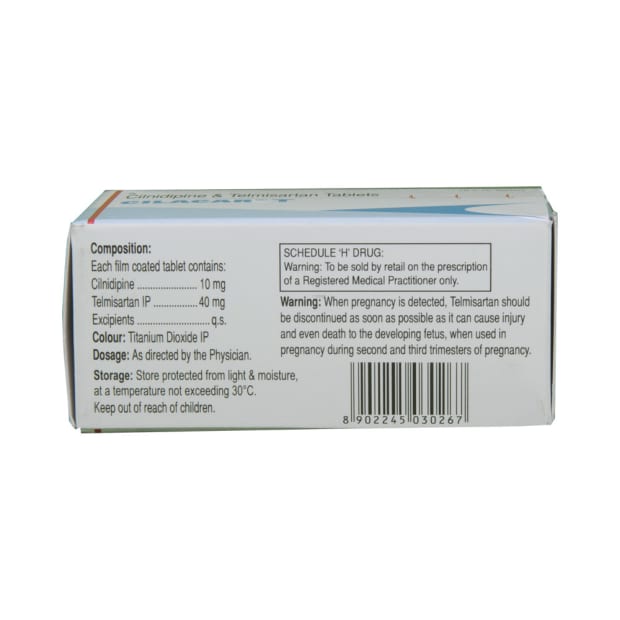 Cilnidipine & Telmisartan Tablets
CILACAR® T
Composition:
Each film coated tablet contains:
Cilnidipine ...................... 10 mg
Telmisartan IP ................ 40 mg
Excipients .......................... q.s.
Colour: Titanium Dioxide IP
Dosage: As directed by the Physician.
Storage: Store protected from light & moisture,
at a temperature not exceeding 30°C.
Keep out of reach of children.
SCHEDULE 'H' DRUG:
Warning: To be sold by retail on the prescription
of a Registered Medical Practitioner only.
Warning: When pregnancy is detected, Telmisartan should
be discontinued as soon as possible as it can cause injury
and even death to the developing fetus, when used in
pregnancy during second and third trimesters of pregnancy.
8 902245 030267